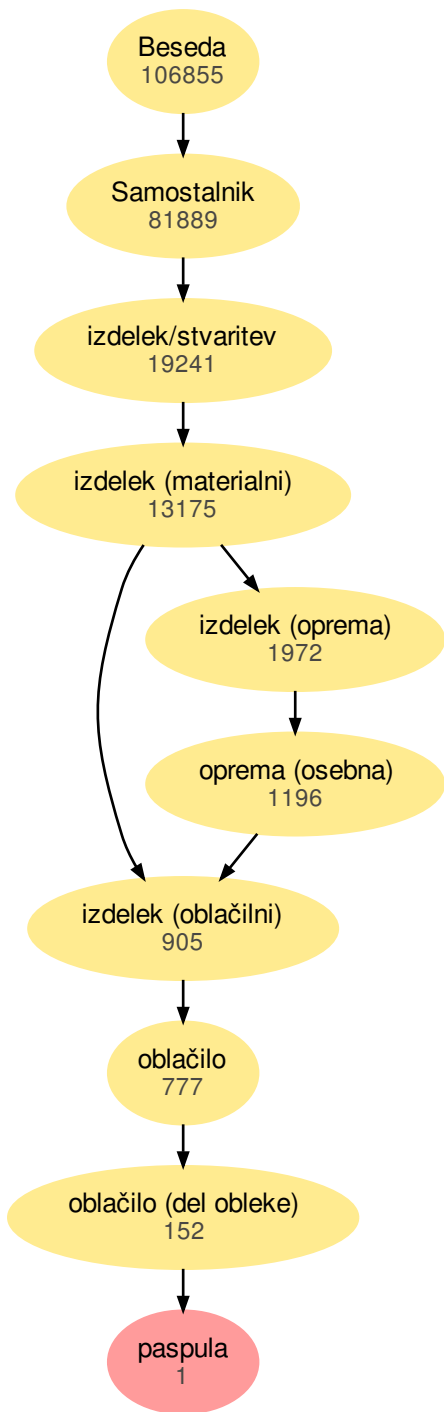 Beseda
106855
Samostalnik
81889
izdelek/stvaritev
19241
izdelek (materialni)
13175
izdelek (oprema)
1972
oprema (osebna)
1196
izdelek (oblačilni)
905
oblačilo
777
oblačilo (del obleke)
152
paspula
1